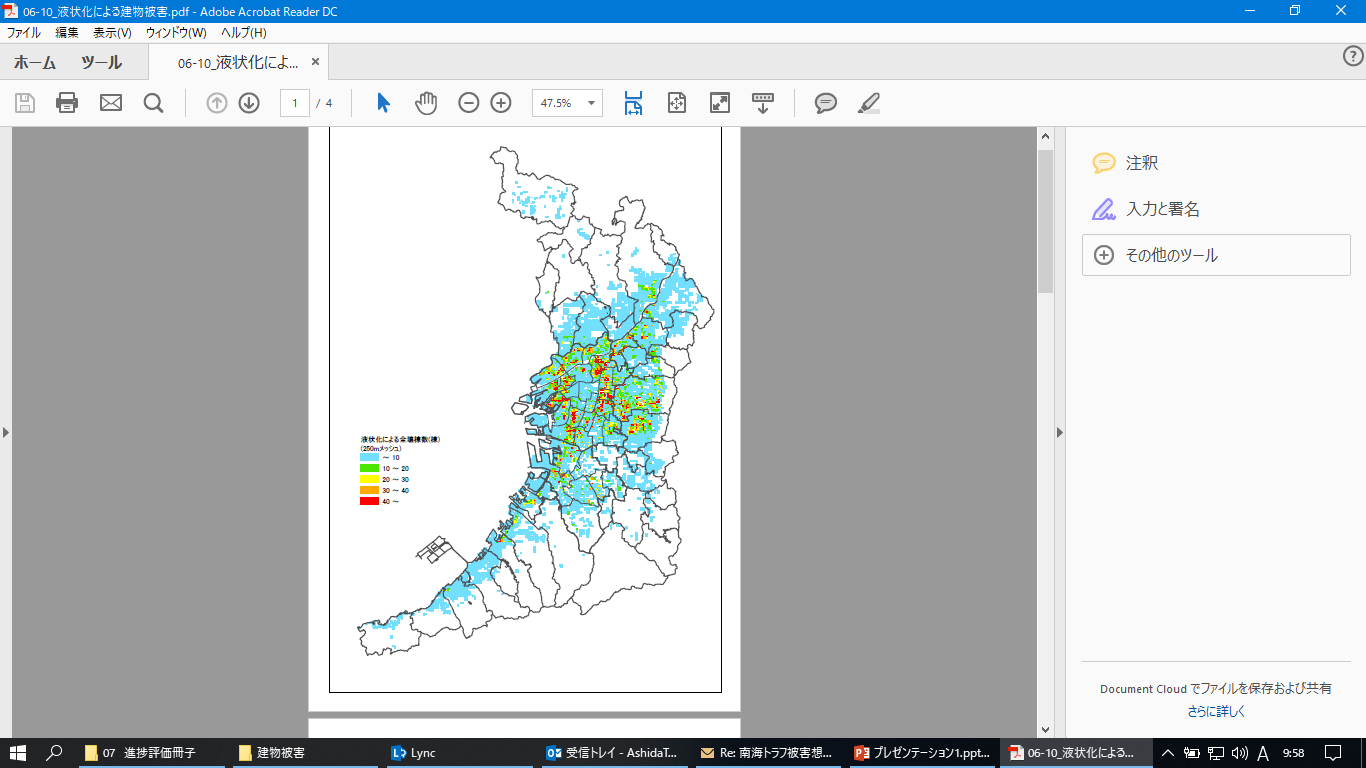 06-10_液状化による建物被害.pdf - Adobe Acrobat Reader DC
ファイル 編集 表示(V) ウィンドウ(W) ヘルプ(H)
ホーム ツール 06-10_液状化によ... ×
1 / 4 47.5%
注釈
入力と署名
その他のツール
液状化による全壊棟数(棟)
(250mメッシュ)
～ 10
10 ～ 20
20 ～ 30
30 ～ 40
40 ～
Document Cloud でファイルを保存および共有
さらに詳しく
07 進捗評価冊子 建物被害 Lync 受信トレイ - AshidaT... Re: 南海トラフ被害想... プレゼンテーション1.ppt... 06-10_液状化による... A 9:58